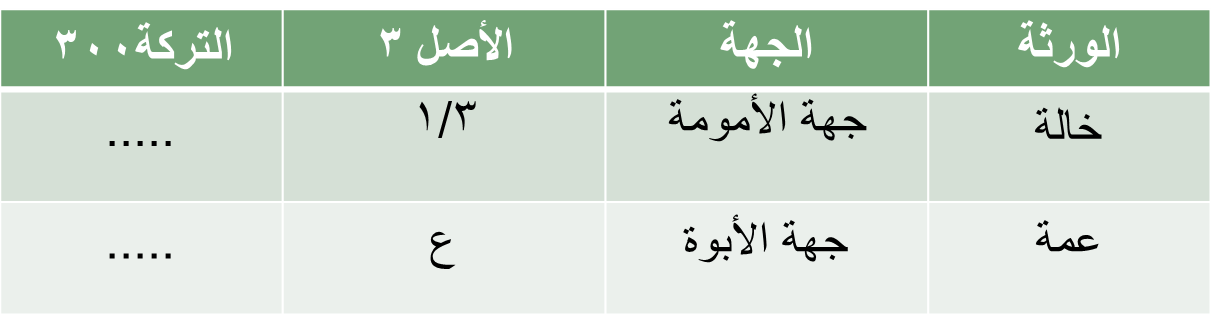 الورثة الجهة الأصل ٣ التركة٣٠٠
خالة جهة الأمومة ١/٣ .....
عمة جهة الأبوة ع .....